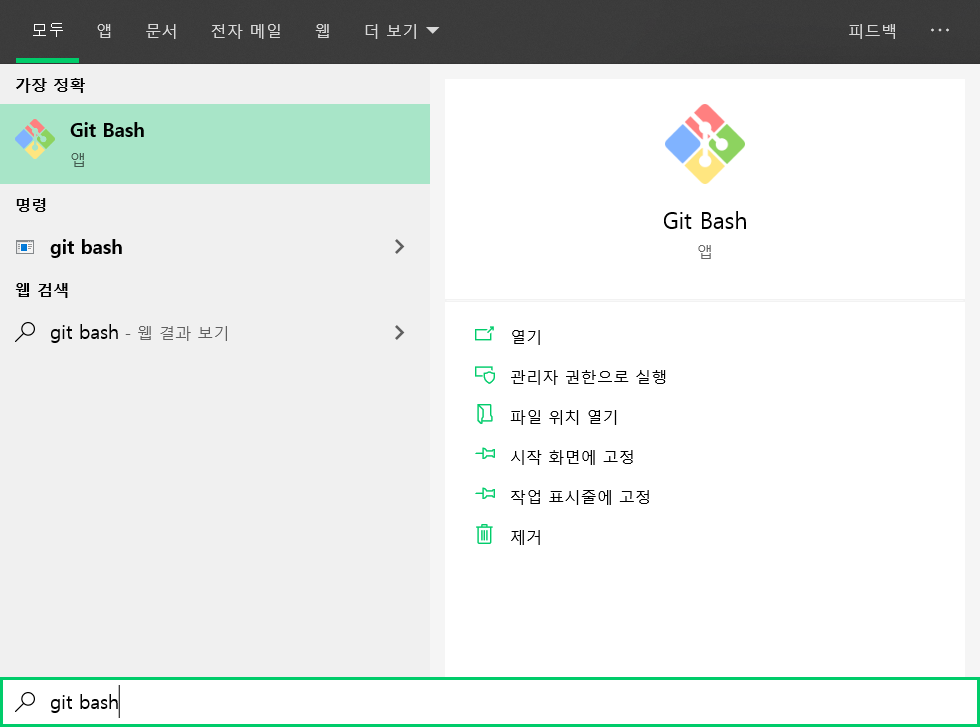 모두 앱 문서 전자 메일 웹 더 보기 피드백 ···
가장 정확
Git Bash
앱
명령
git bash
웹 검색
git bash - 웹 결과 보기
Git Bash
앱
열기
관리자 권한으로 실행
파일 위치 열기
시작 화면에 고정
작업 표시줄에 고정
제거
git bash